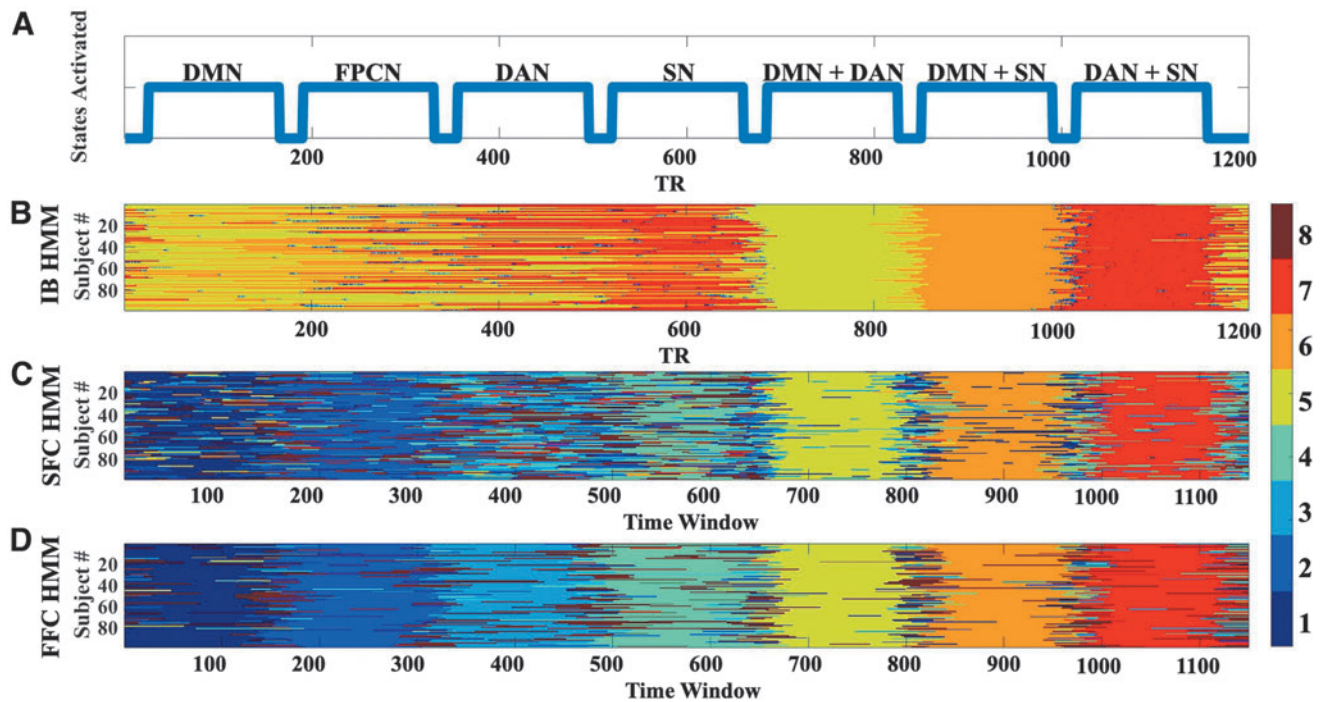 A
States Activated
DMN FPCN DAN SN DMN + DAN DMN + SN DAN + SN
200 400 600 800 1000 1200
TR
B
IB HMM
Subject #
20
40
60
80
200 400 600 800 1000 1200
TR
C
SFC HMM
Subject #
20
40
60
80
100 200 300 400 500 600 700 800 900 1000 1100
Time Window
D
FFC HMM
Subject #
20
40
60
80
100 200 300 400 500 600 700 800 900 1000 1100
Time Window
8
7
6
5
4
3
2
1